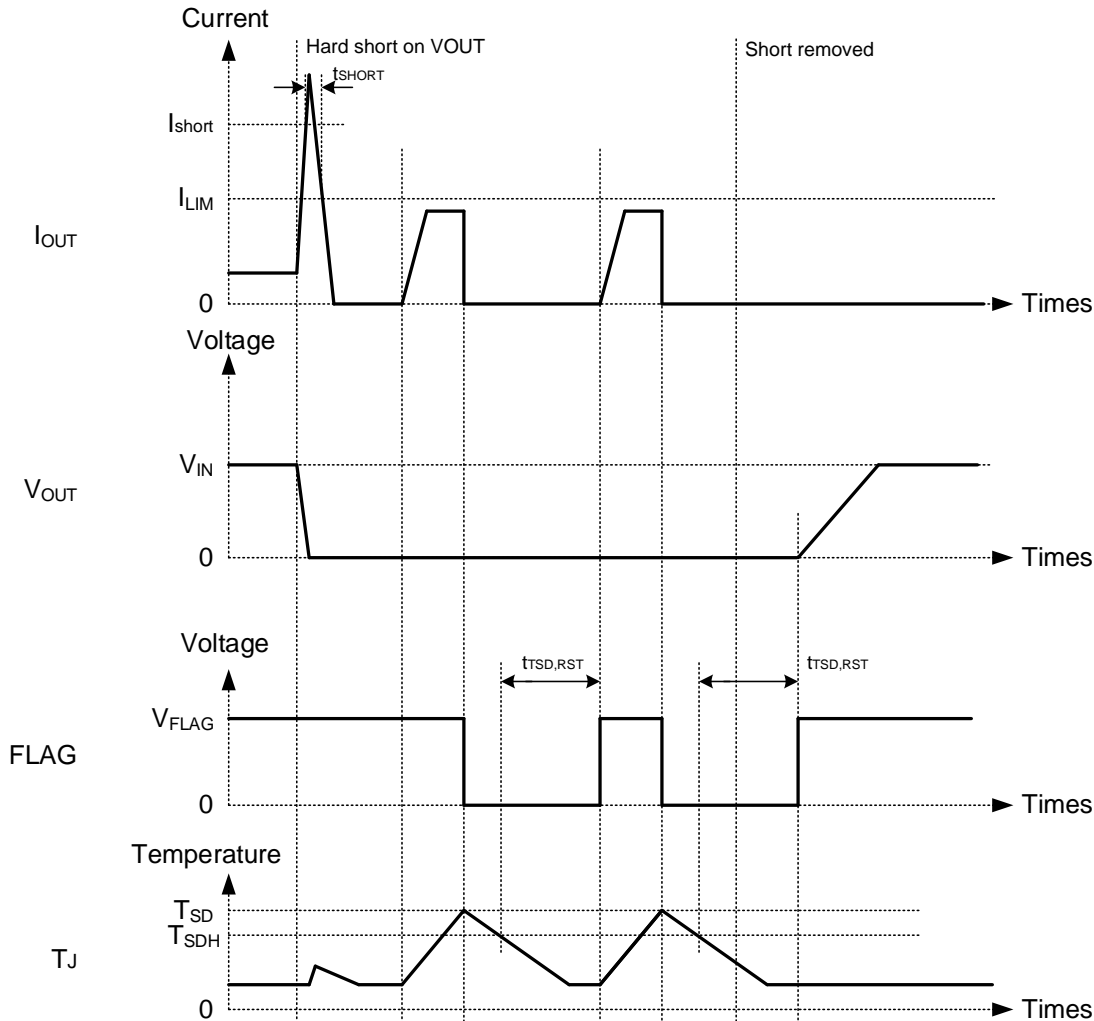 Current
Hard short on VOUT
Short removed
tSHORT
Ishort
ILIM
IOUT
0
Times
Voltage
VIN
VOUT
0
Times
Voltage
tTSD,RST
tTSD,RST
VFLAG
FLAG
0
Times
Temperature
TSD
TSDH
TJ
0
Times